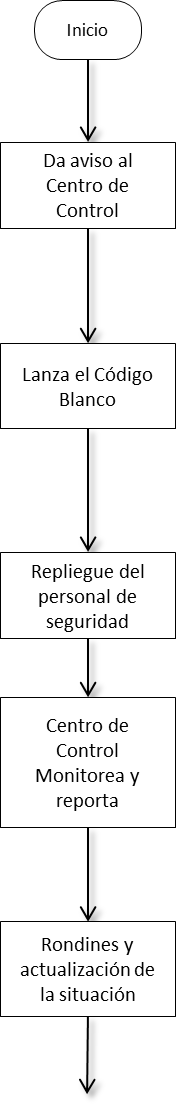 Inicio
Da aviso al
Centro de
Control
Lanza el Código
Blanco
Repliegue del
personal de
seguridad
Centro de
Control
Monitorea y
reporta
Rondines y
actualización de
la situación